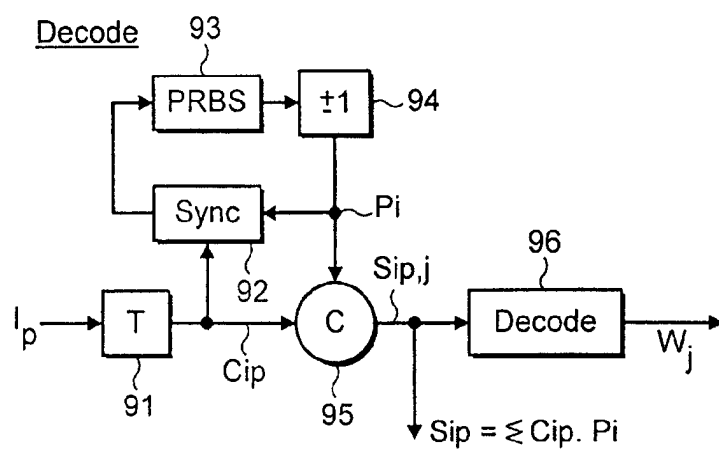 Decode
93
PRBS
±1
94
Sync
Pi
92
Sip,j
96
Ip
T
C
Decode
Cip
Wj
91
95
Sip = ≶ Cip. Pi